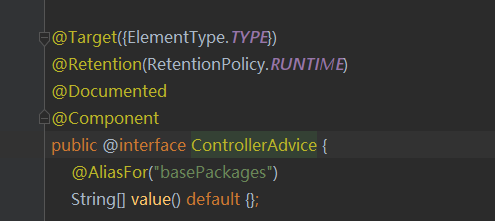 @Target({ElementType.TYPE})
@Retention(RetentionPolicy.RUNTIME)
@Documented
@Component
public @interface ControllerAdvice {
@AliasFor("basePackages")
String[] value() default {};